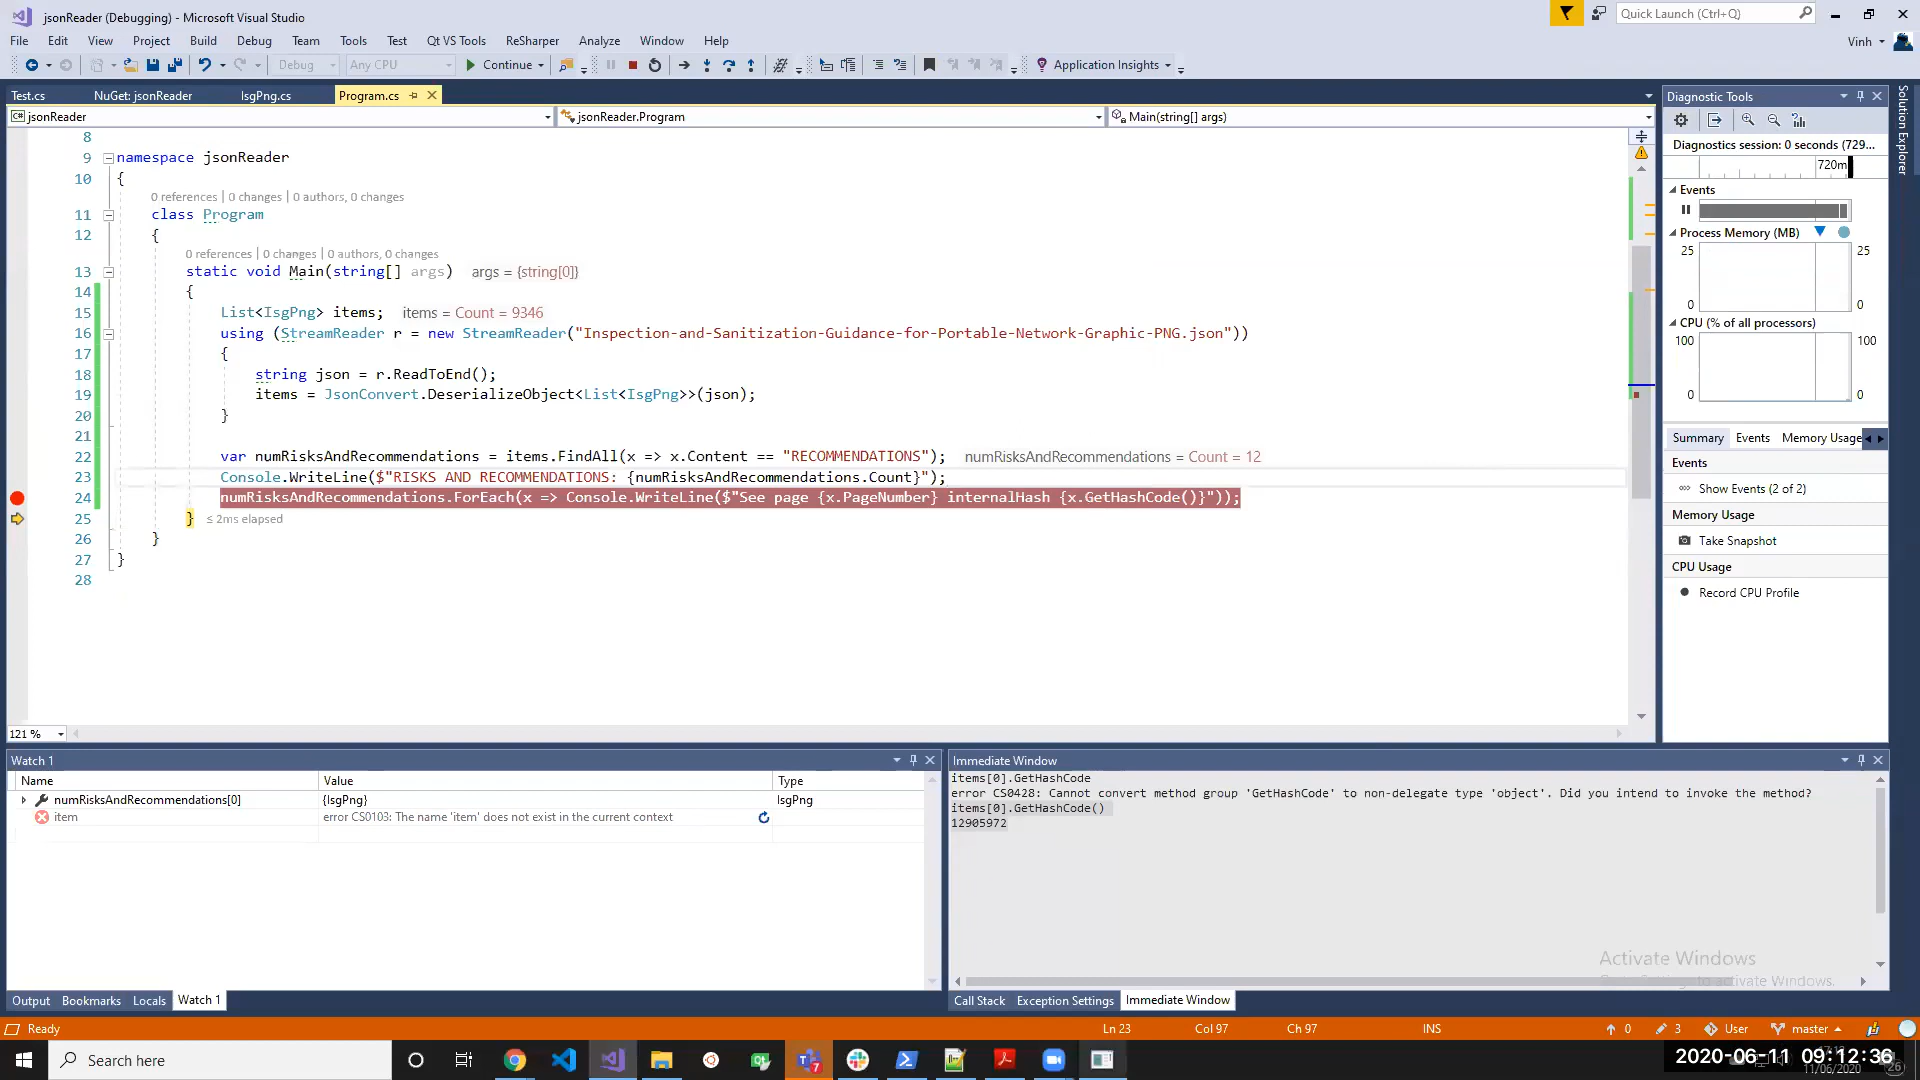 jsonReader (Debugging) - Microsoft Visual Studio
Quick Launch (Ctrl+Q)
File Edit View Project Build Debug Team Tools Test Qt VS Tools ReSharper Analyze Window Help
Vinh
Debug Any CPU Continue Application Insights
Test.cs NuGet: jsonReader IsgPng.cs Program.cs
jsonReader jsonReader.Program Main(string[] args)
8
9 namespace jsonReader
10 {
0 references | 0 changes | 0 authors, 0 changes
11 class Program
12 {
0 references | 0 changes | 0 authors, 0 changes
13 static void Main(string[] args) args = {string[0]}
14 {
15 List<IsgPng> items; items = Count = 9346
16 using (StreamReader r = new StreamReader("Inspection-and-Sanitization-Guidance-for-Portable-Network-Graphic-PNG.json"))
17 {
18 string json = r.ReadToEnd();
19 items = JsonConvert.DeserializeObject<List<IsgPng>>(json);
20 }
21
22 var numRisksAndRecommendations = items.FindAll(x => x.Content == "RECOMMENDATIONS"); numRisksAndRecommendations = Count = 12
23 Console.WriteLine($"RISKS AND RECOMMENDATIONS: {numRisksAndRecommendations.Count}");
24 numRisksAndRecommendations.ForEach(x => Console.WriteLine($"See page {x.PageNumber} internalHash {x.GetHashCode()}"));
25 } ≤ 2ms elapsed
26 }
27 }
28
121 %
Diagnostic Tools
Diagnostics session: 0 seconds (729...
720m
Events
Process Memory (MB)
25 25
0 0
CPU (% of all processors)
100 100
0 0
Summary Events Memory Usage
Events
Show Events (2 of 2)
Memory Usage
Take Snapshot
CPU Usage
Record CPU Profile
Solution Explorer
Watch 1
Name Value Type
numRisksAndRecommendations[0] {IsgPng} IsgPng
item error CS0103: The name 'item' does not exist in the current context
Output Bookmarks Locals Watch 1
Immediate Window
items[0].GetHashCode
error CS0428: Cannot convert method group 'GetHashCode' to non-delegate type 'object'. Did you intend to invoke the method?
items[0].GetHashCode()
12905972
Activate Windows
activate Windows.
Call Stack Exception Settings Immediate Window
Ready Ln 23 Col 97 Ch 97 INS 0 3 User master
Search here
7
2020-06-11 09:12:36
11/06/2020
26